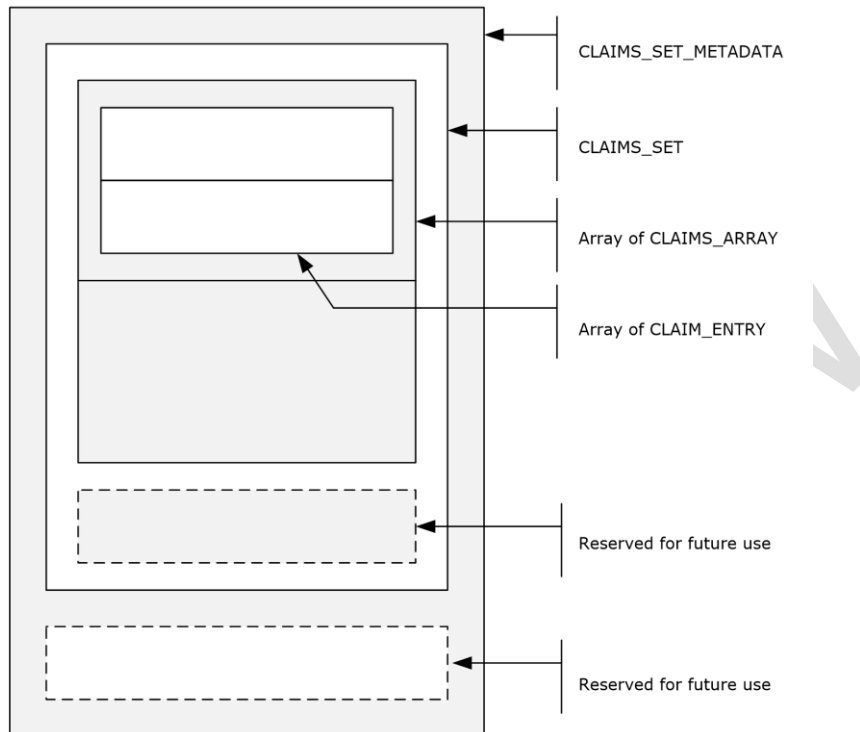 CLAIMS_SET_METADATA
CLAIMS_SET
Array of CLAIMS_ARRAY
Array of CLAIM_ENTRY
Reserved for future use
Reserved for future use